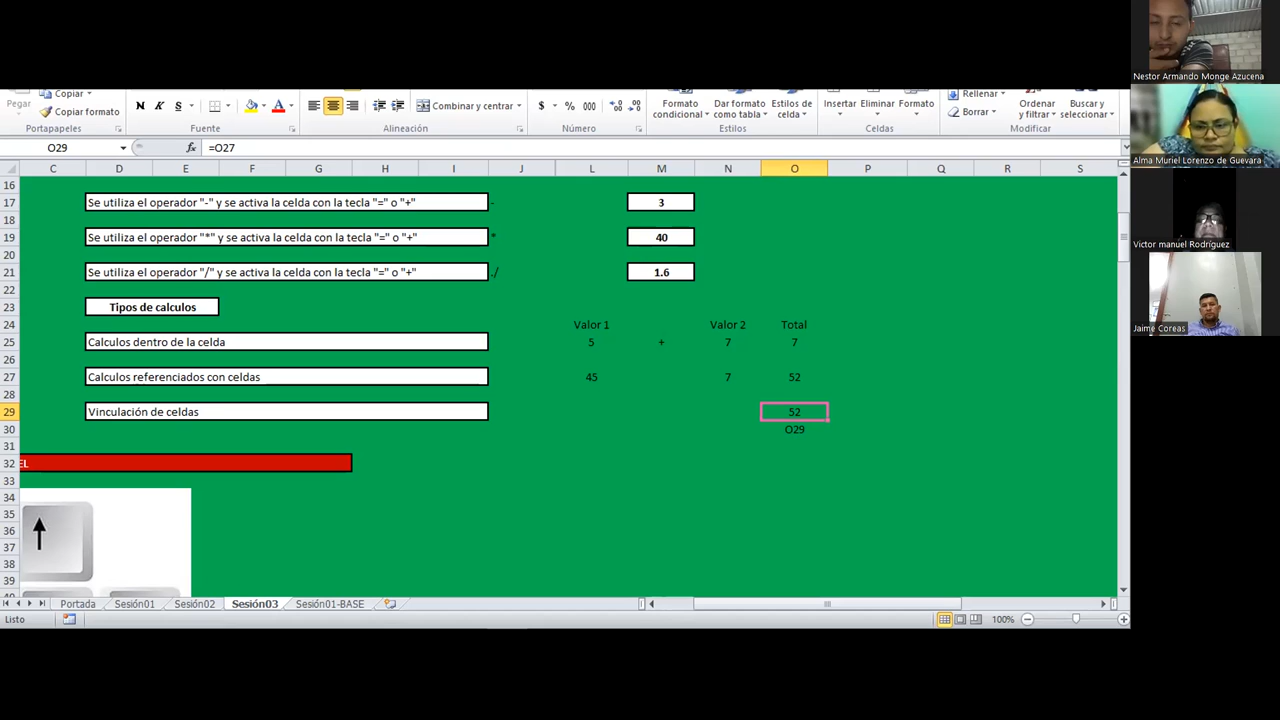 Pegar
Copiar
Copiar formato
Portapapeles
N K S
A
Fuente
Combinar y centrar
Alineación
$ % 000
Número
Formato condicional
Dar formato como tabla
Estilos de celda
Estilos
Insertar
Eliminar
Formato
Celdas
Rellenar
Borrar
Ordenar y filtrar
Buscar y seleccionar
Modificar
O29
fx
=O27
C D E F G H I J L M N O P Q R S
16
17 Se utiliza el operador "-" y se activa la celda con la tecla "=" o "+" - 3
18
19 Se utiliza el operador "*" y se activa la celda con la tecla "=" o "+" * 40
20
21 Se utiliza el operador "/" y se activa la celda con la tecla "=" o "+" ./ 1.6
22
23 Tipos de calculos
24 Valor 1 Valor 2 Total
25 Calculos dentro de la celda 5 + 7 7
26
27 Calculos referenciados con celdas 45 7 52
28
29 Vinculación de celdas 52
30 O29
31
32 EL
33
34
35
36
37
38
39
Portada Sesión01 Sesión02 Sesión03 Sesión01-BASE
Listo
100%
Nestor Armando Monge Azucena
Alma Muriel Lorenzo de Guevara
Victor manuel Rodríguez
Jaime Coreas